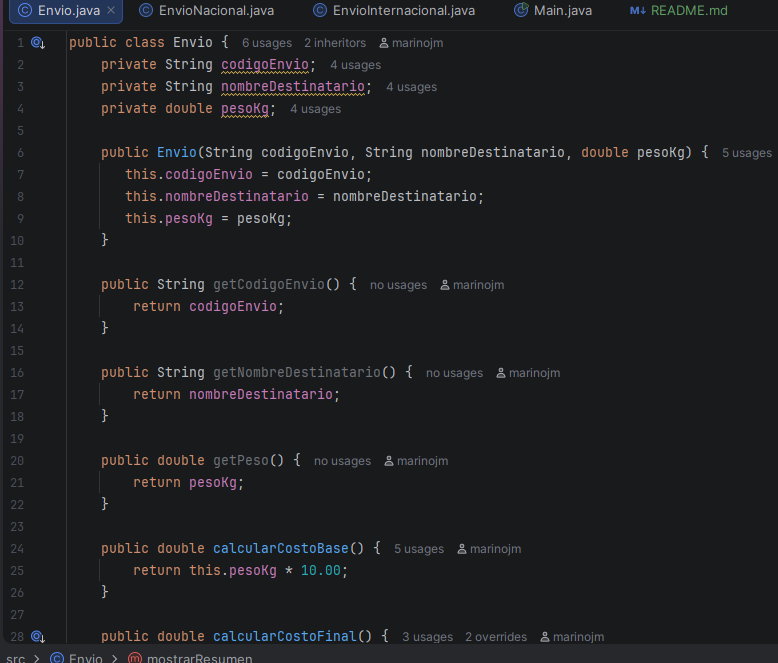 Envio.java EnvioNacional.java EnvioInternacional.java Main.java README.md
1 public class Envio { 6 usages 2 inheritors marinojm
2 private String codigoEnvio; 4 usages
3 private String nombreDestinatario; 4 usages
4 private double pesoKg; 4 usages
5
6 public Envio(String codigoEnvio, String nombreDestinatario, double pesoKg) { 5 usages
7 this.codigoEnvio = codigoEnvio;
8 this.nombreDestinatario = nombreDestinatario;
9 this.pesoKg = pesoKg;
10 }
11
12 public String getCodigoEnvio() { no usages marinojm
13 return codigoEnvio;
14 }
15
16 public String getNombreDestinatario() { no usages marinojm
17 return nombreDestinatario;
18 }
19
20 public double getPeso() { no usages marinojm
21 return pesoKg;
22 }
23
24 public double calcularCostoBase() { 5 usages marinojm
25 return this.pesoKg * 10.00;
26 }
27
28 public double calcularCostoFinal() { 3 usages 2 overrides marinojm
src > Envio > mostrarResumen